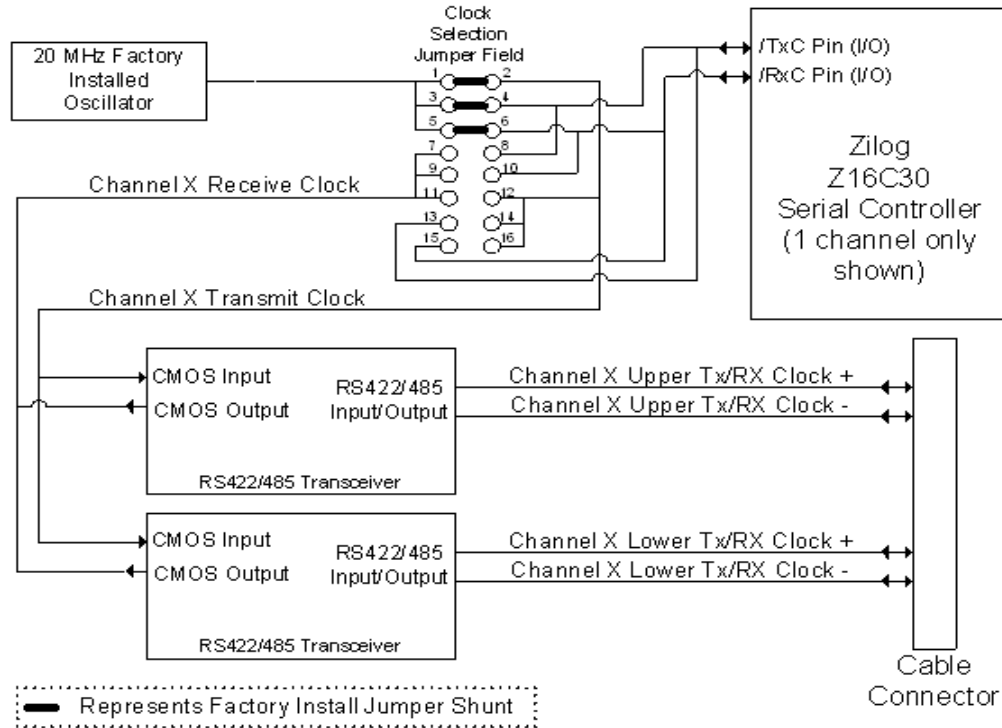 Clock
Selection
Jumper Field
20 MHz Factory
Installed
Oscillator
1 2
3 4
5 6
7 8
9 10
11 12
13 14
15 16
/TxC Pin (I/O)
/RxC Pin (I/O)
Zilog
Z16C30
Serial Controller
(1 channel only
shown)
Channel X Receive Clock
Channel X Transmit Clock
CMOS Input
CMOS Output
RS422/485
Input/Output
RS422/485 Transceiver
Channel X Upper Tx/RX Clock +
Channel X Upper Tx/RX Clock -
CMOS Input
CMOS Output
RS422/485
Input/Output
RS422/485 Transceiver
Channel X Lower Tx/RX Clock +
Channel X Lower Tx/RX Clock -
Cable
Connector
Represents Factory Install Jumper Shunt